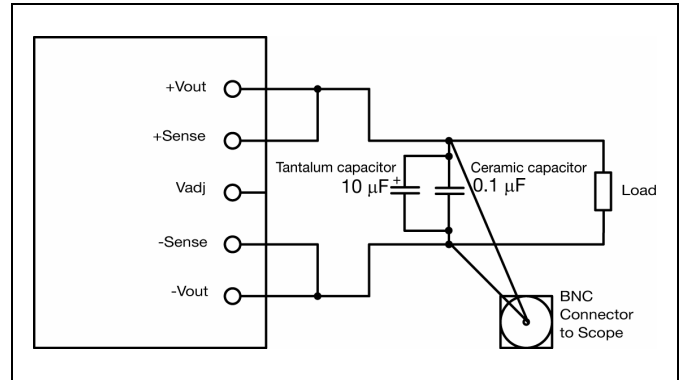 +Vout
+Sense
Vadj
-Sense
-Vout
Tantalum capacitor
10 μF
+
Ceramic capacitor
0.1 μF
Load
BNC
Connector
to Scope